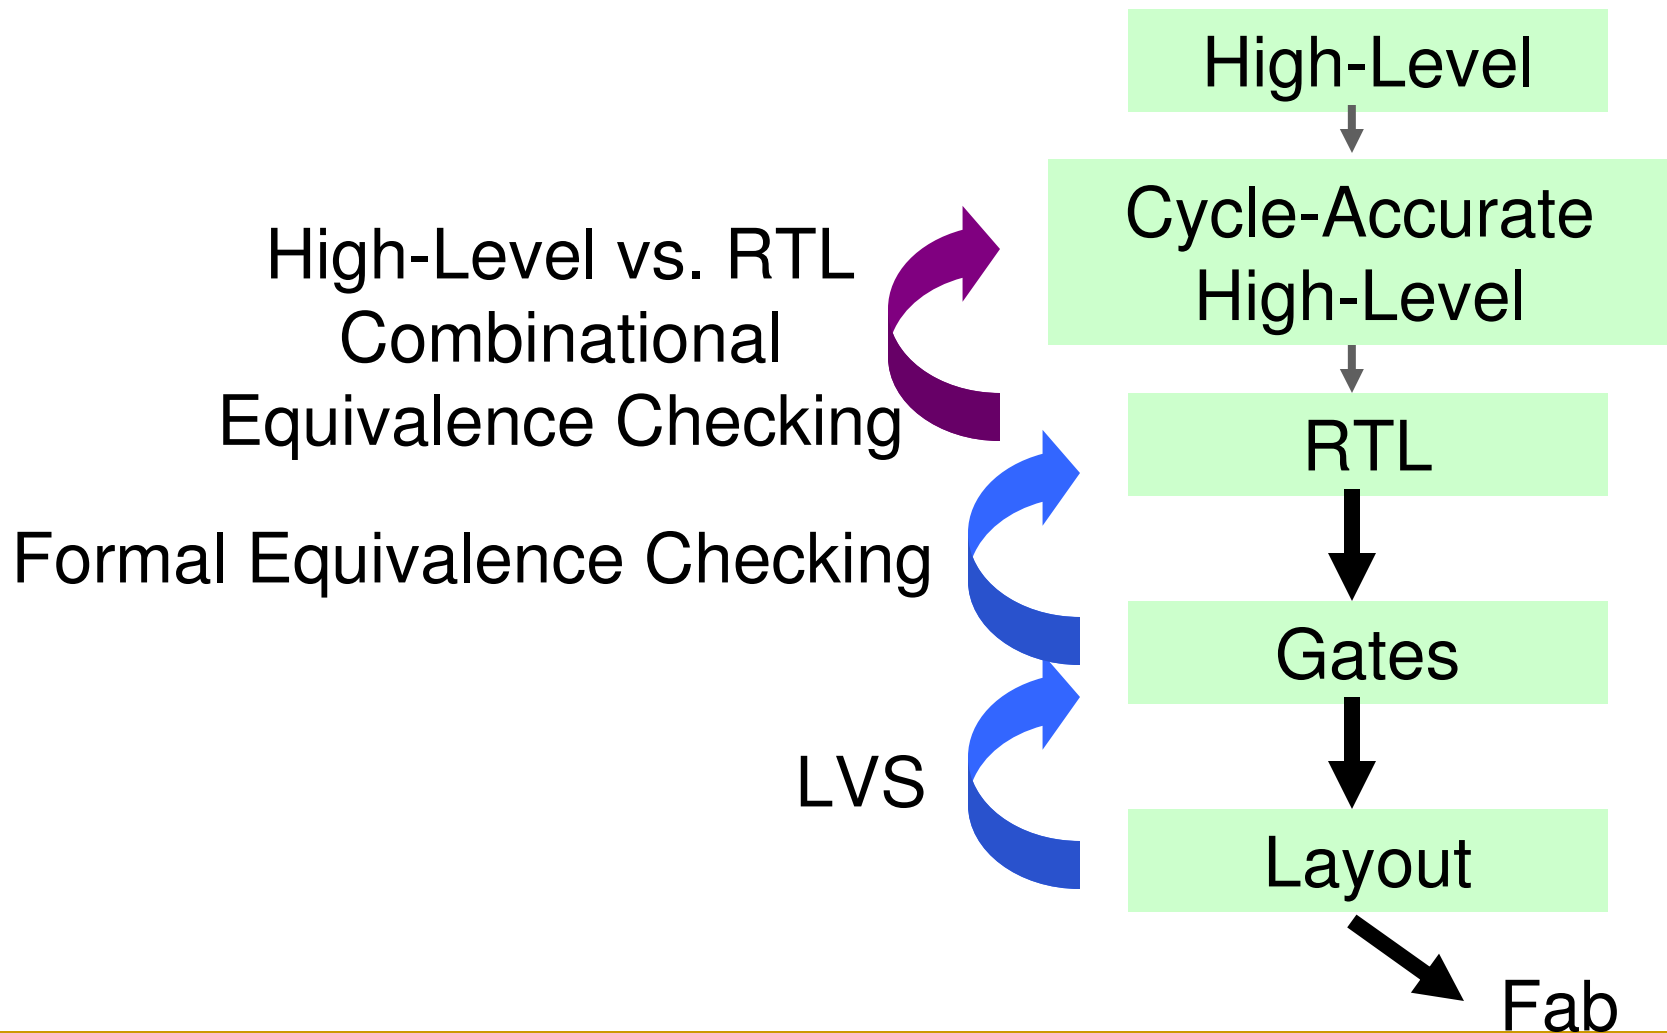 High-Level
Cycle-Accurate
High-Level
High-Level vs. RTL
Combinational
Equivalence Checking
RTL
Formal Equivalence Checking
Gates
LVS
Layout
Fab